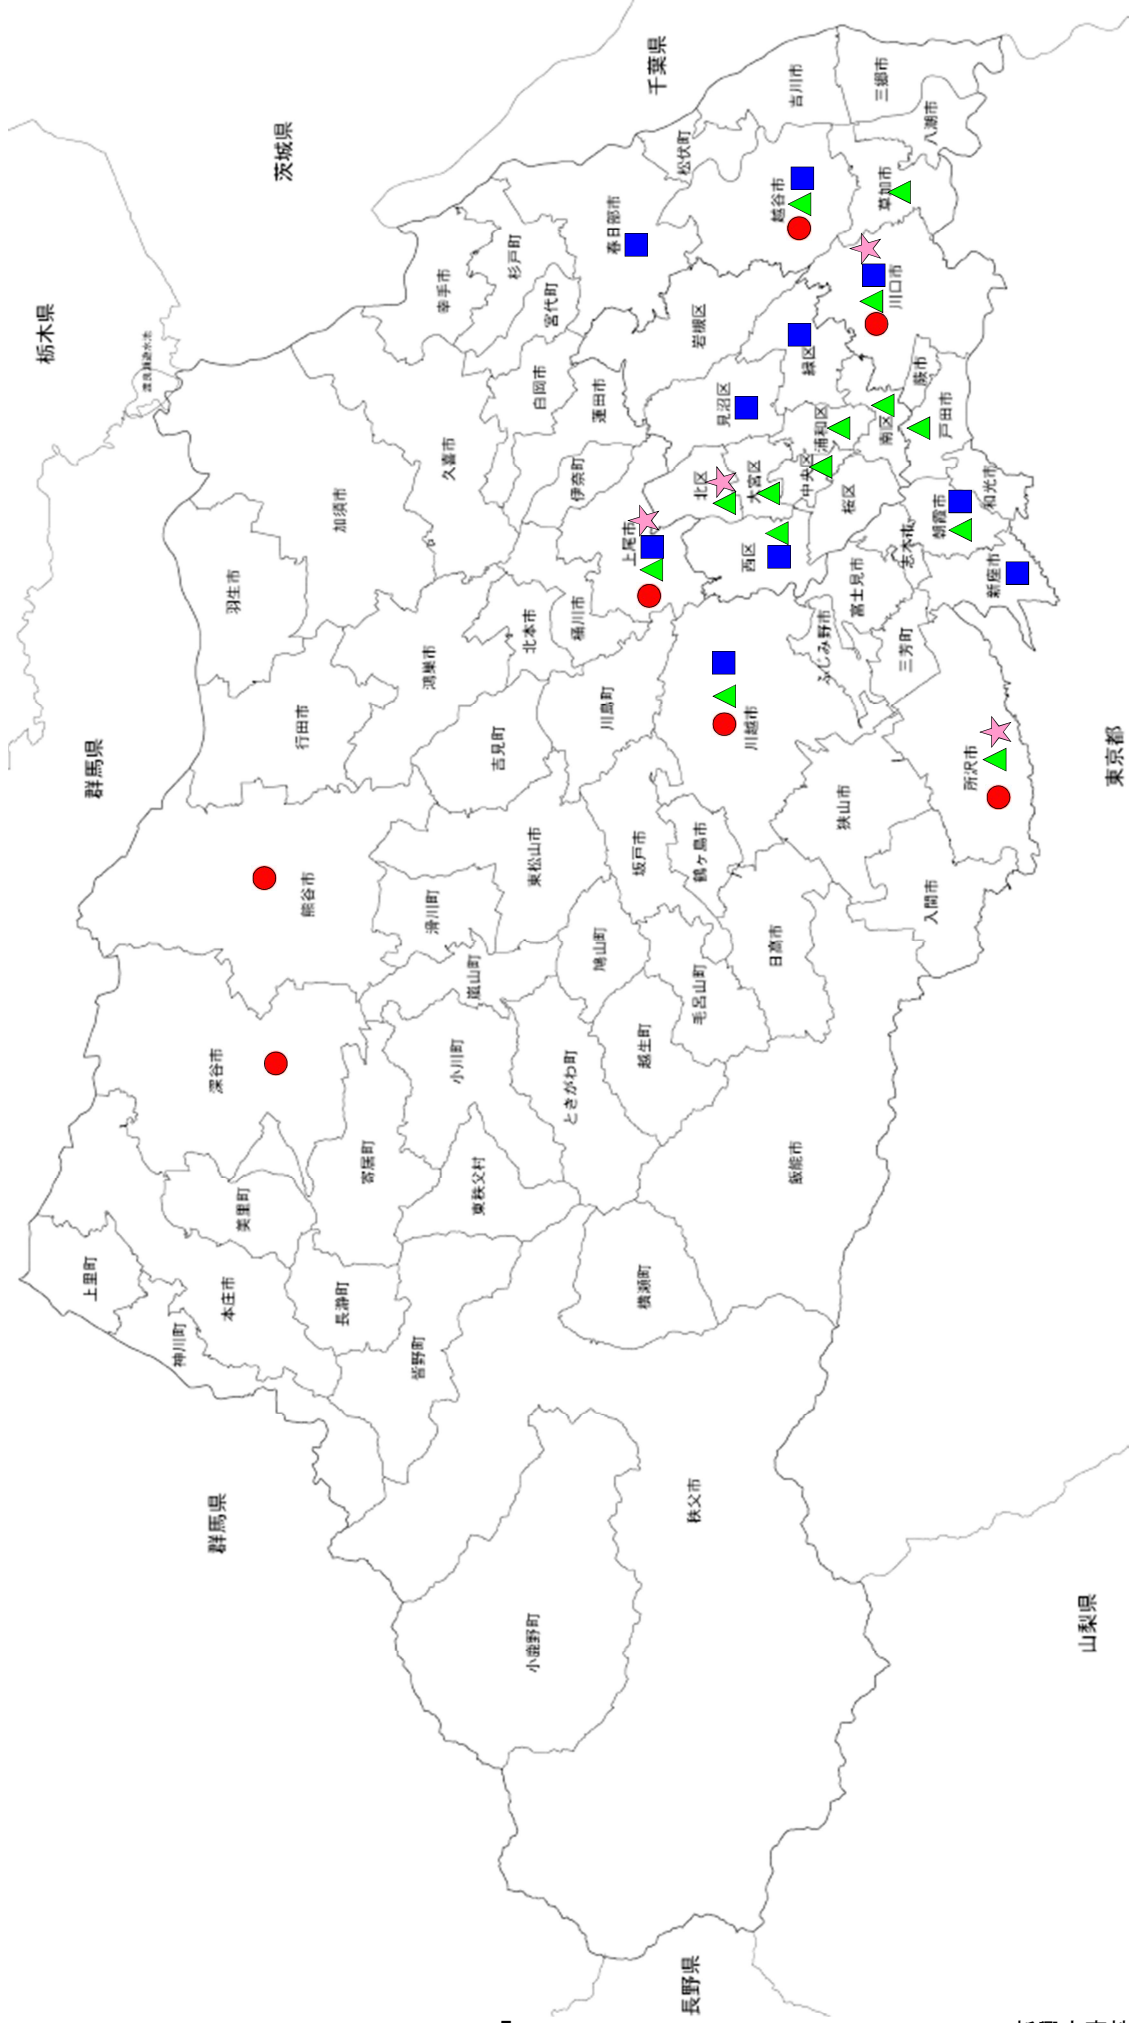 栃木県
茨城県
千葉県
群馬県
群馬県
長野県
山梨県
東京都
渡良瀬遊水池
上里町
神川町
本庄市
美里町
深谷市
熊谷市
行田市
羽生市
加須市
長瀞町
皆野町
寄居町
小川町
嵐山町
滑川町
東秩父村
ときがわ町
鳩山町
東松山市
吉見町
鴻巣市
北本市
久喜市
幸手市
杉戸町
宮代町
白岡市
蓮田市
伊奈町
桶川市
川島町
坂戸市
鶴ヶ島市
毛呂山町
越生町
横瀬町
小鹿野町
秩父市
飯能市
日高市
狭山市
入間市
所沢市
川越市
上尾市
北区
西区
大宮区
見沼区
岩槻区
春日部市
松伏町
越谷市
吉川市
三郷市
八潮市
草加市
川口市
緑区
浦和区
中央区
桜区
南区
蕨市
戸田市
和光市
朝霞市
志木市
新座市
富士見市
ふじみ野市
三芳町